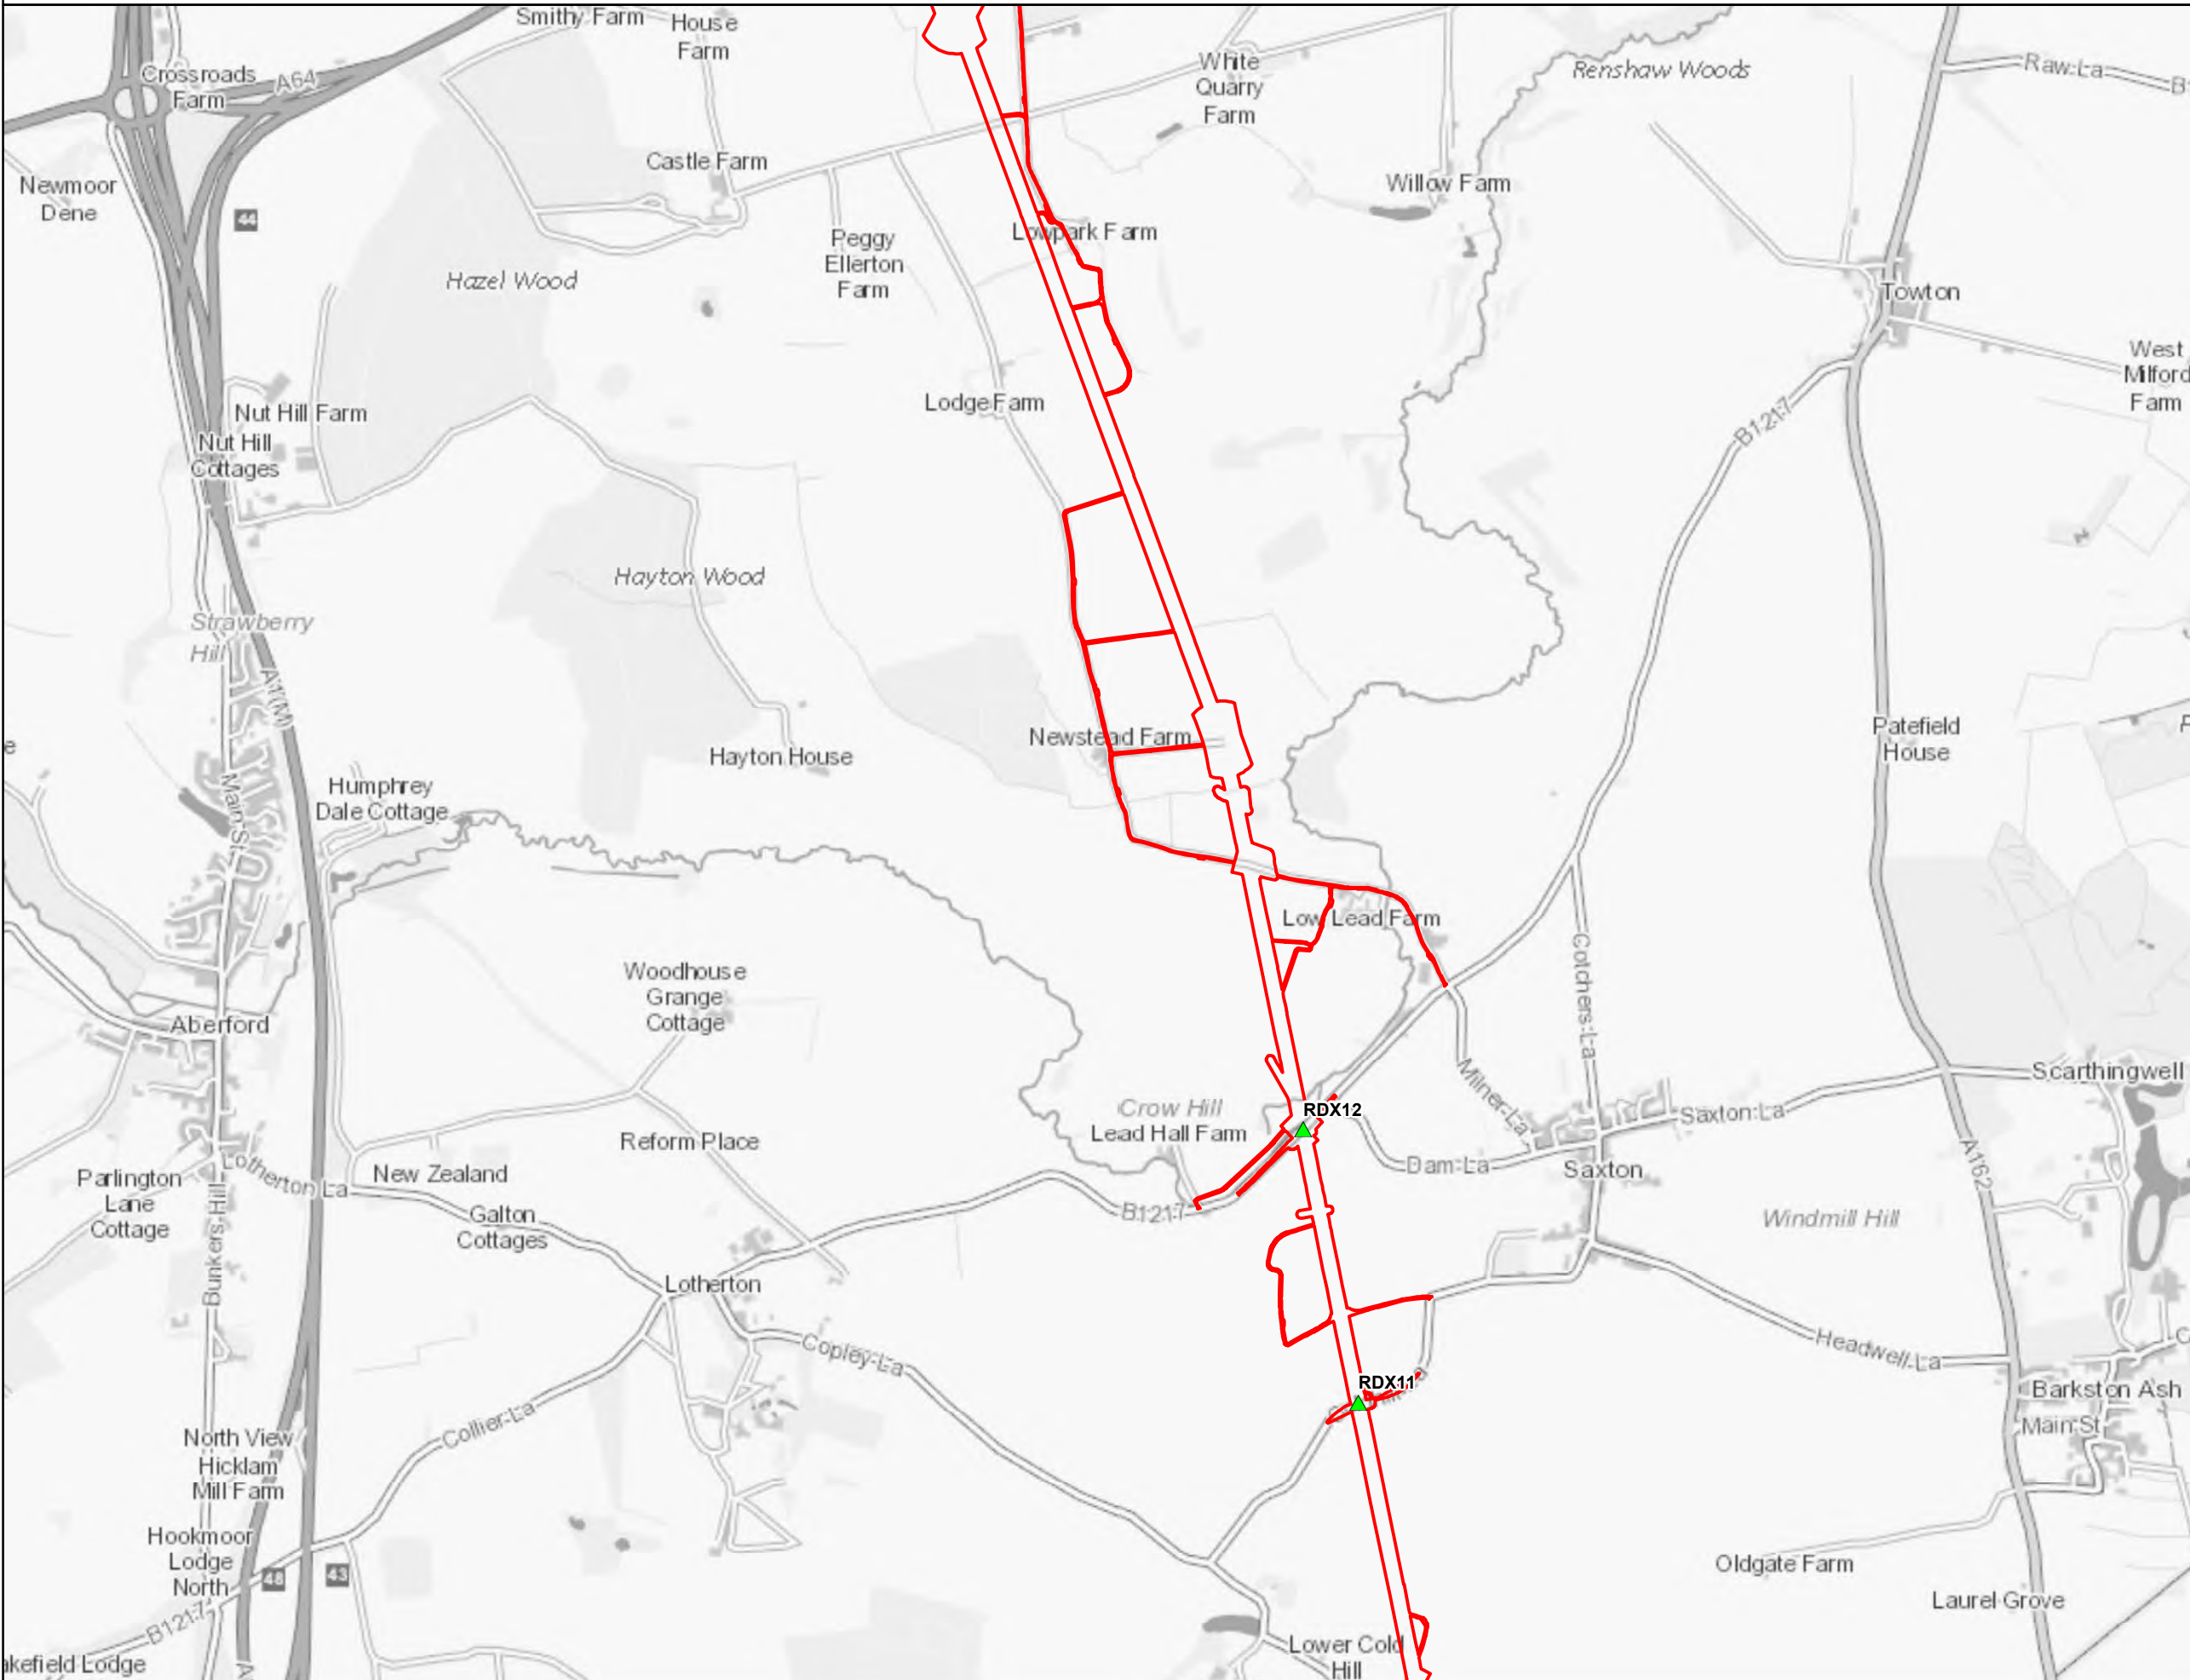 Smithy Farm
House
Farm
Crossroads
Farm
A64
White
Quarry
Farm
Renshaw Woods
Raw La
Castle Farm
Newmoor
Dene
44
Willow Farm
Lowpark Farm
Peggy
Ellerton
Farm
Hazel Wood
Towton
West
Milford
Farm
Nut Hill Farm
Nut Hill
Cottages
Lodge Farm
B1217
Hayton Wood
Strawberry
Hill
A1(M)
Newstead Farm
Patefield
House
Hayton House
Humphrey
Dale Cottage
Main St
Low Lead Farm
Cotchers La
Woodhouse
Grange
Cottage
Aberford
Scarthingwell
Milner La
Crow Hill
Lead Hall Farm
RDX12
Saxton La
Reform Place
Dam La
Saxton
A162
Lotherton La
New Zealand
Parlington
Lane
Cottage
Bunkers Hill
B1217
Galton
Cottages
Windmill Hill
Lotherton
Copley La
Headwell La
RDX11
Barkston Ash
Main St
Collier La
North View
Hicklam
Mill Farm
Hookmoor
Lodge
North
48
43
Oldgate Farm
Laurel Grove
B1217
akefield Lodge
Lower Cold
Hill